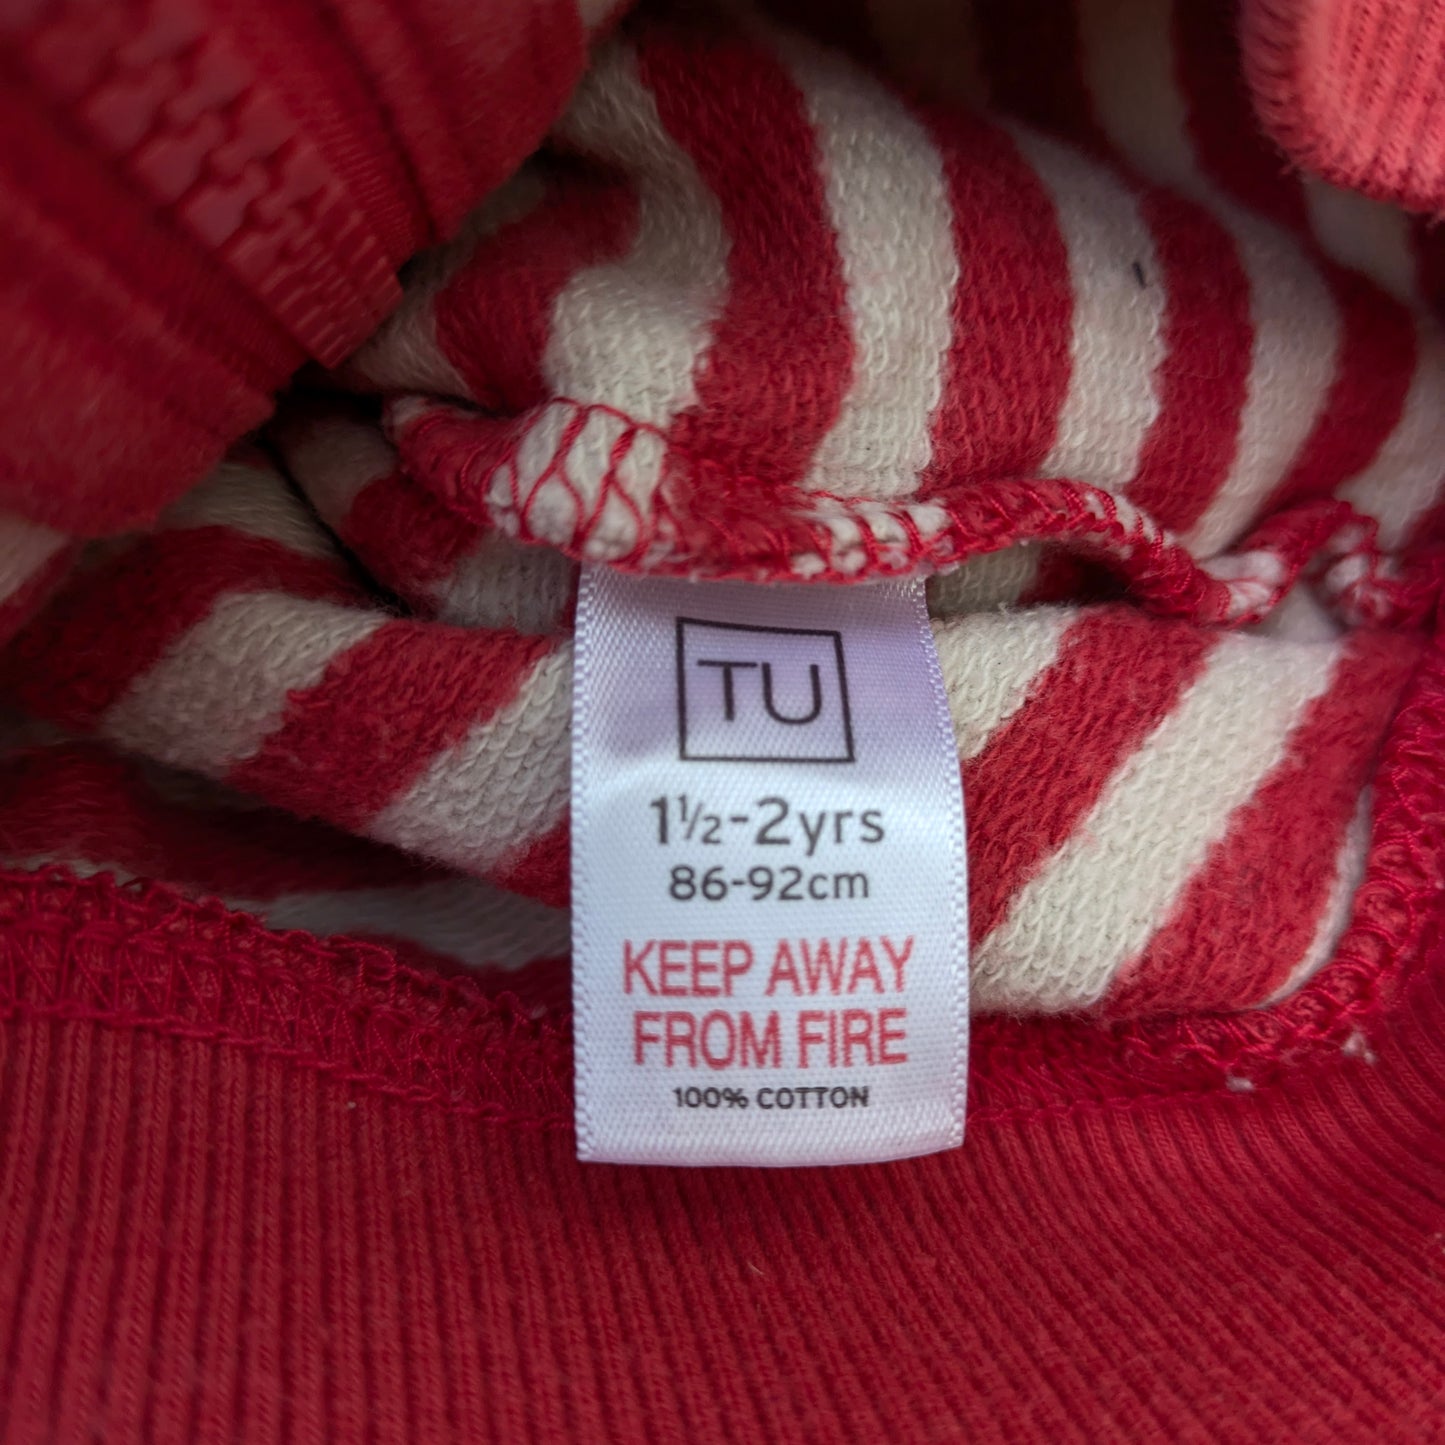 TU
1½-2yrs
86-92cm
KEEP AWAY
FROM FIRE
100% COTTON